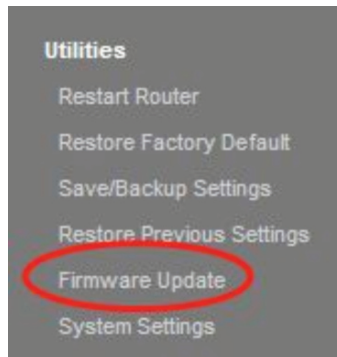 Utilities
Restart Router
Restore Factory Default
Save/Backup Settings
Restore Previous Settings
Firmware Update
System Settings